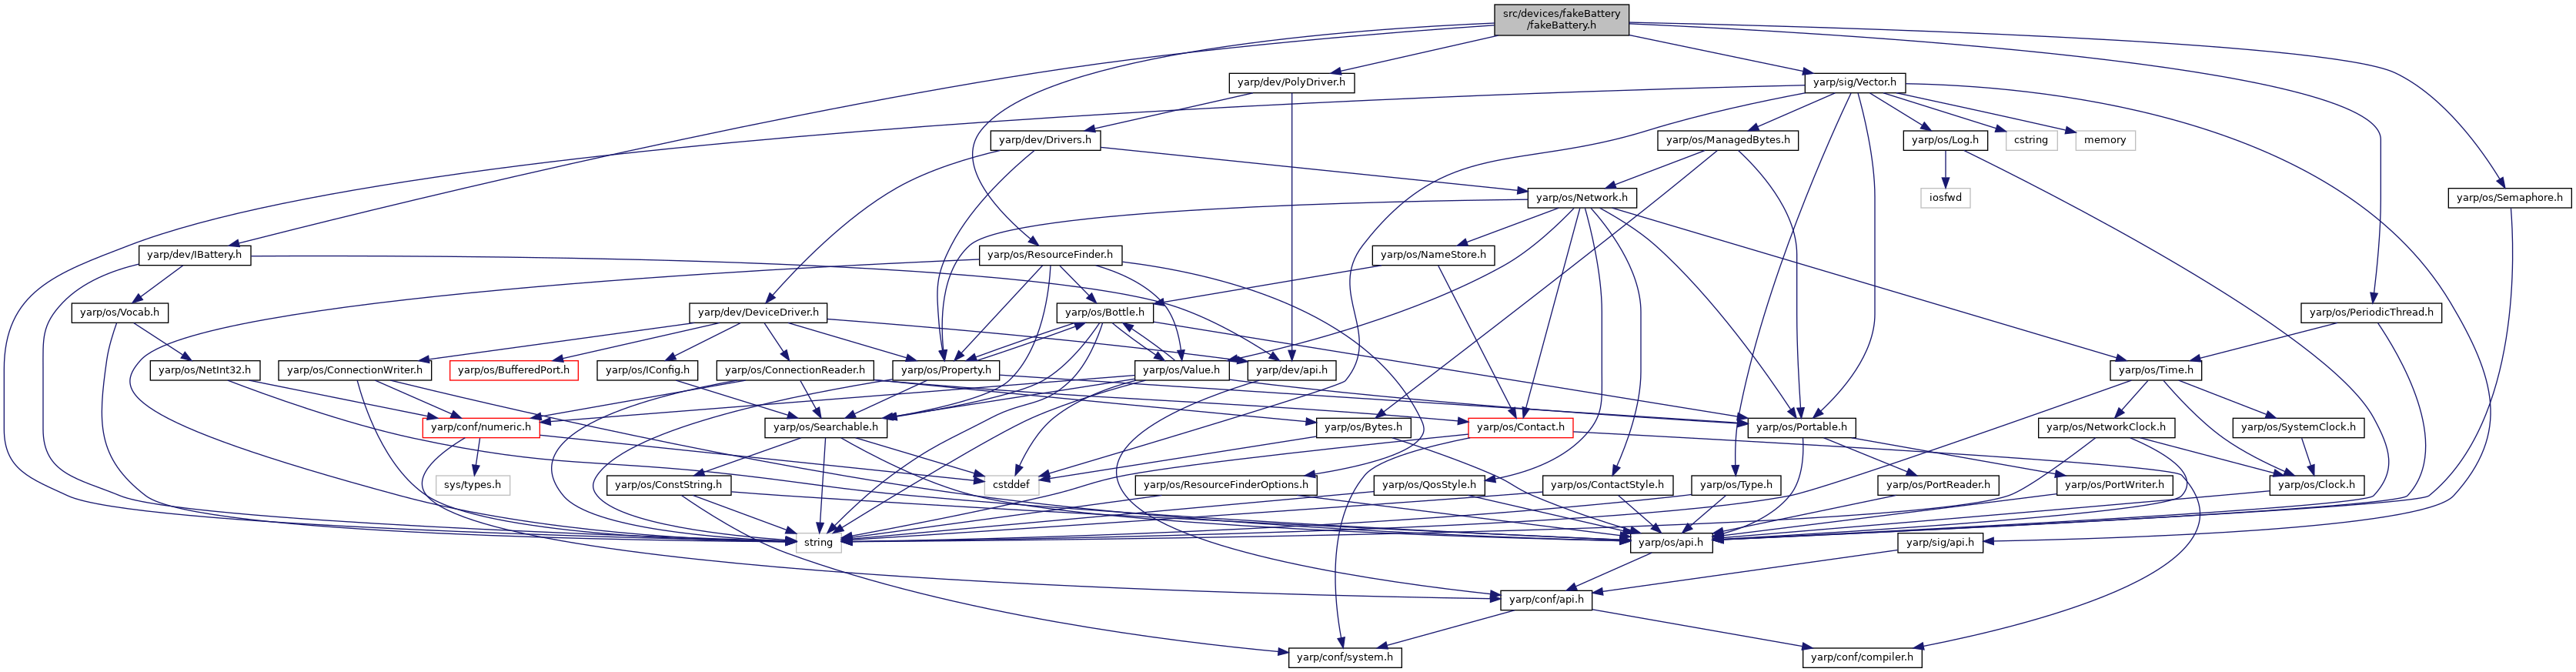 src/devices/fakeBattery
/fakeBattery.h
yarp/dev/PolyDriver.h
yarp/sig/Vector.h
yarp/dev/Drivers.h
yarp/os/ManagedBytes.h
yarp/os/Log.h
cstring
memory
yarp/os/Network.h
iosfwd
yarp/os/Semaphore.h
yarp/dev/IBattery.h
yarp/os/ResourceFinder.h
yarp/os/NameStore.h
yarp/os/Vocab.h
yarp/dev/DeviceDriver.h
yarp/os/Bottle.h
yarp/os/PeriodicThread.h
yarp/os/NetInt32.h
yarp/os/ConnectionWriter.h
yarp/os/BufferedPort.h
yarp/os/IConfig.h
yarp/os/ConnectionReader.h
yarp/os/Property.h
yarp/os/Value.h
yarp/dev/api.h
yarp/os/Time.h
yarp/conf/numeric.h
yarp/os/Searchable.h
yarp/os/Bytes.h
yarp/os/Contact.h
yarp/os/Portable.h
yarp/os/NetworkClock.h
yarp/os/SystemClock.h
sys/types.h
yarp/os/ConstString.h
cstddef
yarp/os/ResourceFinderOptions.h
yarp/os/QosStyle.h
yarp/os/ContactStyle.h
yarp/os/Type.h
yarp/os/PortReader.h
yarp/os/PortWriter.h
yarp/os/Clock.h
string
yarp/os/api.h
yarp/sig/api.h
yarp/conf/api.h
yarp/conf/system.h
yarp/conf/compiler.h